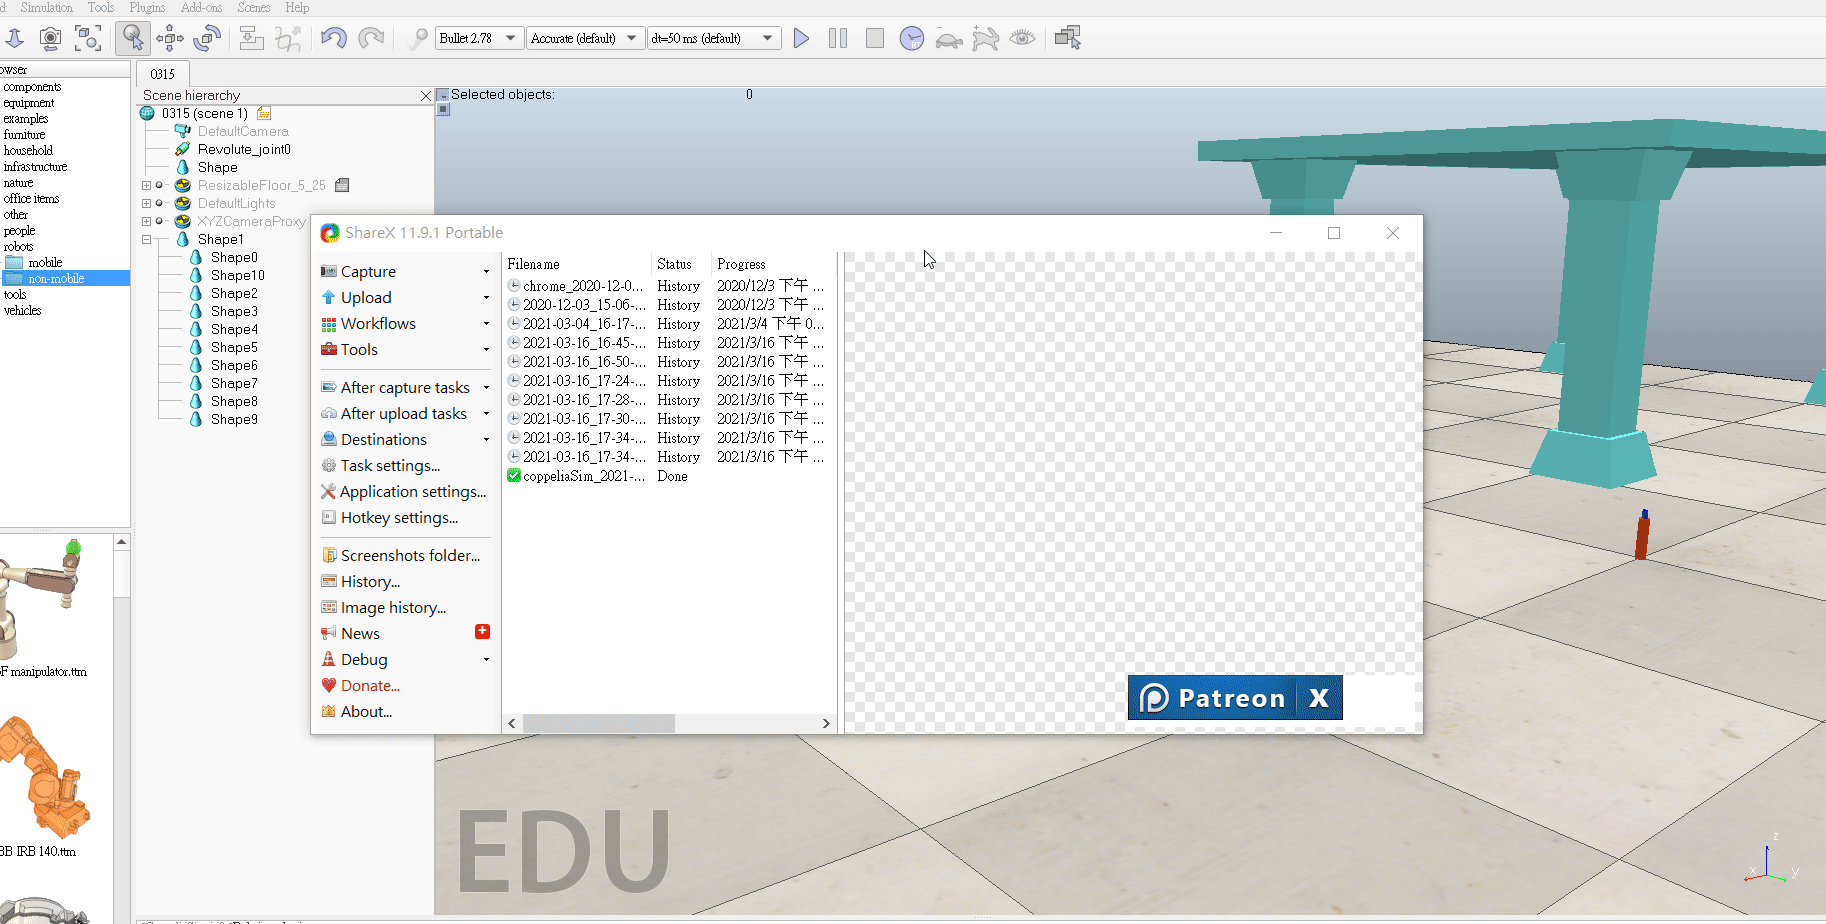 d Simulation Tools Plugins Add-ons Scenes Help
Bullet 2.78 Accurate (default) dt=50 ms (default)
RT
owser
components
equipment
examples
furniture
household
infrastructure
nature
office items
other
people
robots
mobile
non-mobile
tools
vehicles
F manipulator.ttm
BB IRB 140.ttm
0315
Scene hierarchy
0315 (scene 1)
DefaultCamera
Revolute_joint0
Shape
ResizableFloor_5_25
DefaultLights
XYZCameraProxy
Shape1
Shape0
Shape10
Shape2
Shape3
Shape4
Shape5
Shape6
Shape7
Shape8
Shape9
Selected objects: 0
ShareX 11.9.1 Portable
Capture
Upload
Workflows
Tools
After capture tasks
After upload tasks
Destinations
Task settings...
Application settings...
Hotkey settings...
Screenshots folder...
History...
Image history...
News
Debug
Donate...
About...
Filename Status Progress
chrome_2020-12-0... History 2020/12/3 下午 ...
2020-12-03_15-06-... History 2020/12/3 下午 ...
2021-03-04_16-17-... History 2021/3/4 下午 0...
2021-03-16_16-45-... History 2021/3/16 下午 ...
2021-03-16_16-50-... History 2021/3/16 下午 ...
2021-03-16_17-24-... History 2021/3/16 下午 ...
2021-03-16_17-28-... History 2021/3/16 下午 ...
2021-03-16_17-30-... History 2021/3/16 下午 ...
2021-03-16_17-34-... History 2021/3/16 下午 ...
2021-03-16_17-34-... History 2021/3/16 下午 ...
coppeliaSim_2021-... Done
Patreon X
EDU
z
x y